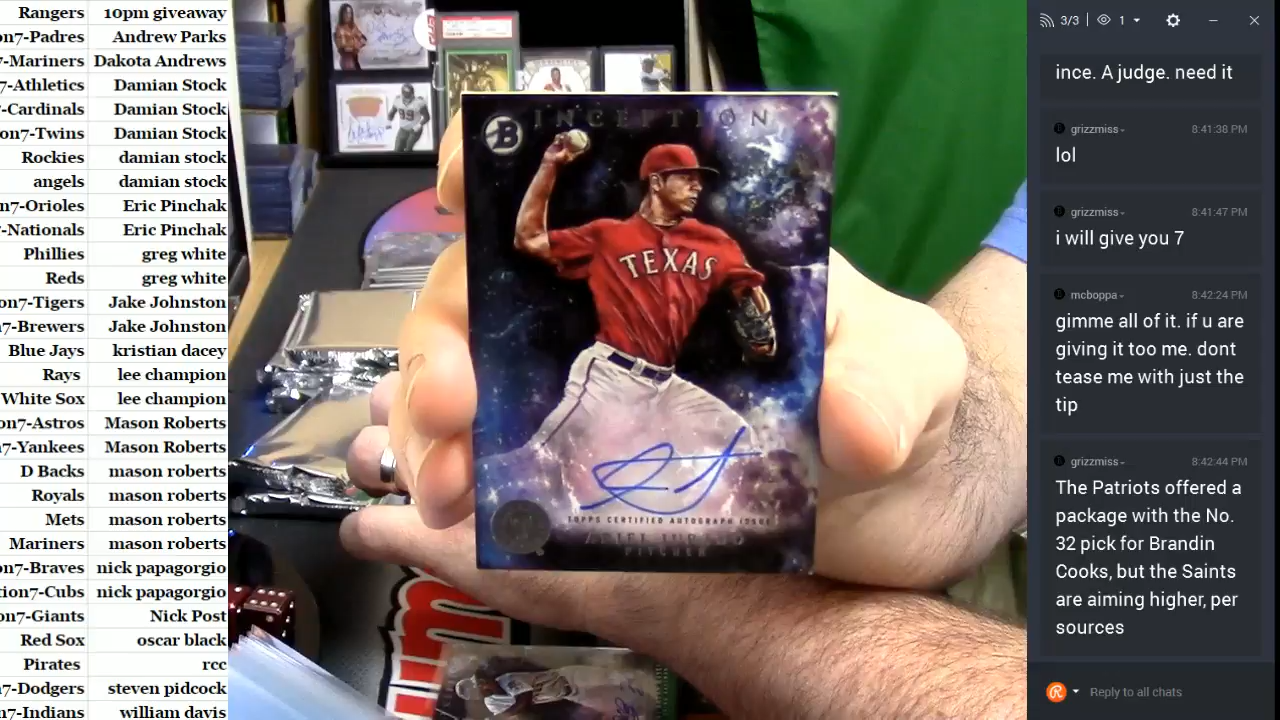 Rangers 10pm giveaway
on7-Padres Andrew Parks
7-Mariners Dakota Andrews
7-Athletics Damian Stock
-Cardinals Damian Stock
on7-Twins Damian Stock
Rockies damian stock
angels damian stock
n7-Orioles Eric Pinchak
-Nationals Eric Pinchak
Phillies greg white
Reds greg white
on7-Tigers Jake Johnston
7-Brewers Jake Johnston
Blue Jays kristian dacey
Rays lee champion
White Sox lee champion
on7-Astros Mason Roberts
7-Yankees Mason Roberts
D Backs mason roberts
Royals mason roberts
Mets mason roberts
Mariners mason roberts
n7-Braves nick papagorgio
tion7-Cubs nick papagorgio
n7-Giants Nick Post
Red Sox oscar black
Pirates rcc
n7-Dodgers steven pidcock
n7-Indians william davis
B INCEPTION
TEXAS
TOPPS CERTIFIED AUTOGRAPH ISSUE
PITCHER
99
3/3 1
ince. A judge. need it
grizzmiss 8:41:38 PM
lol
grizzmiss 8:41:47 PM
i will give you 7
mcboppa 8:42:24 PM
gimme all of it. if u are
giving it too me. dont
tease me with just the
tip
grizzmiss 8:42:44 PM
The Patriots offered a
package with the No.
32 pick for Brandin
Cooks, but the Saints
are aiming higher, per
sources
Reply to all chats